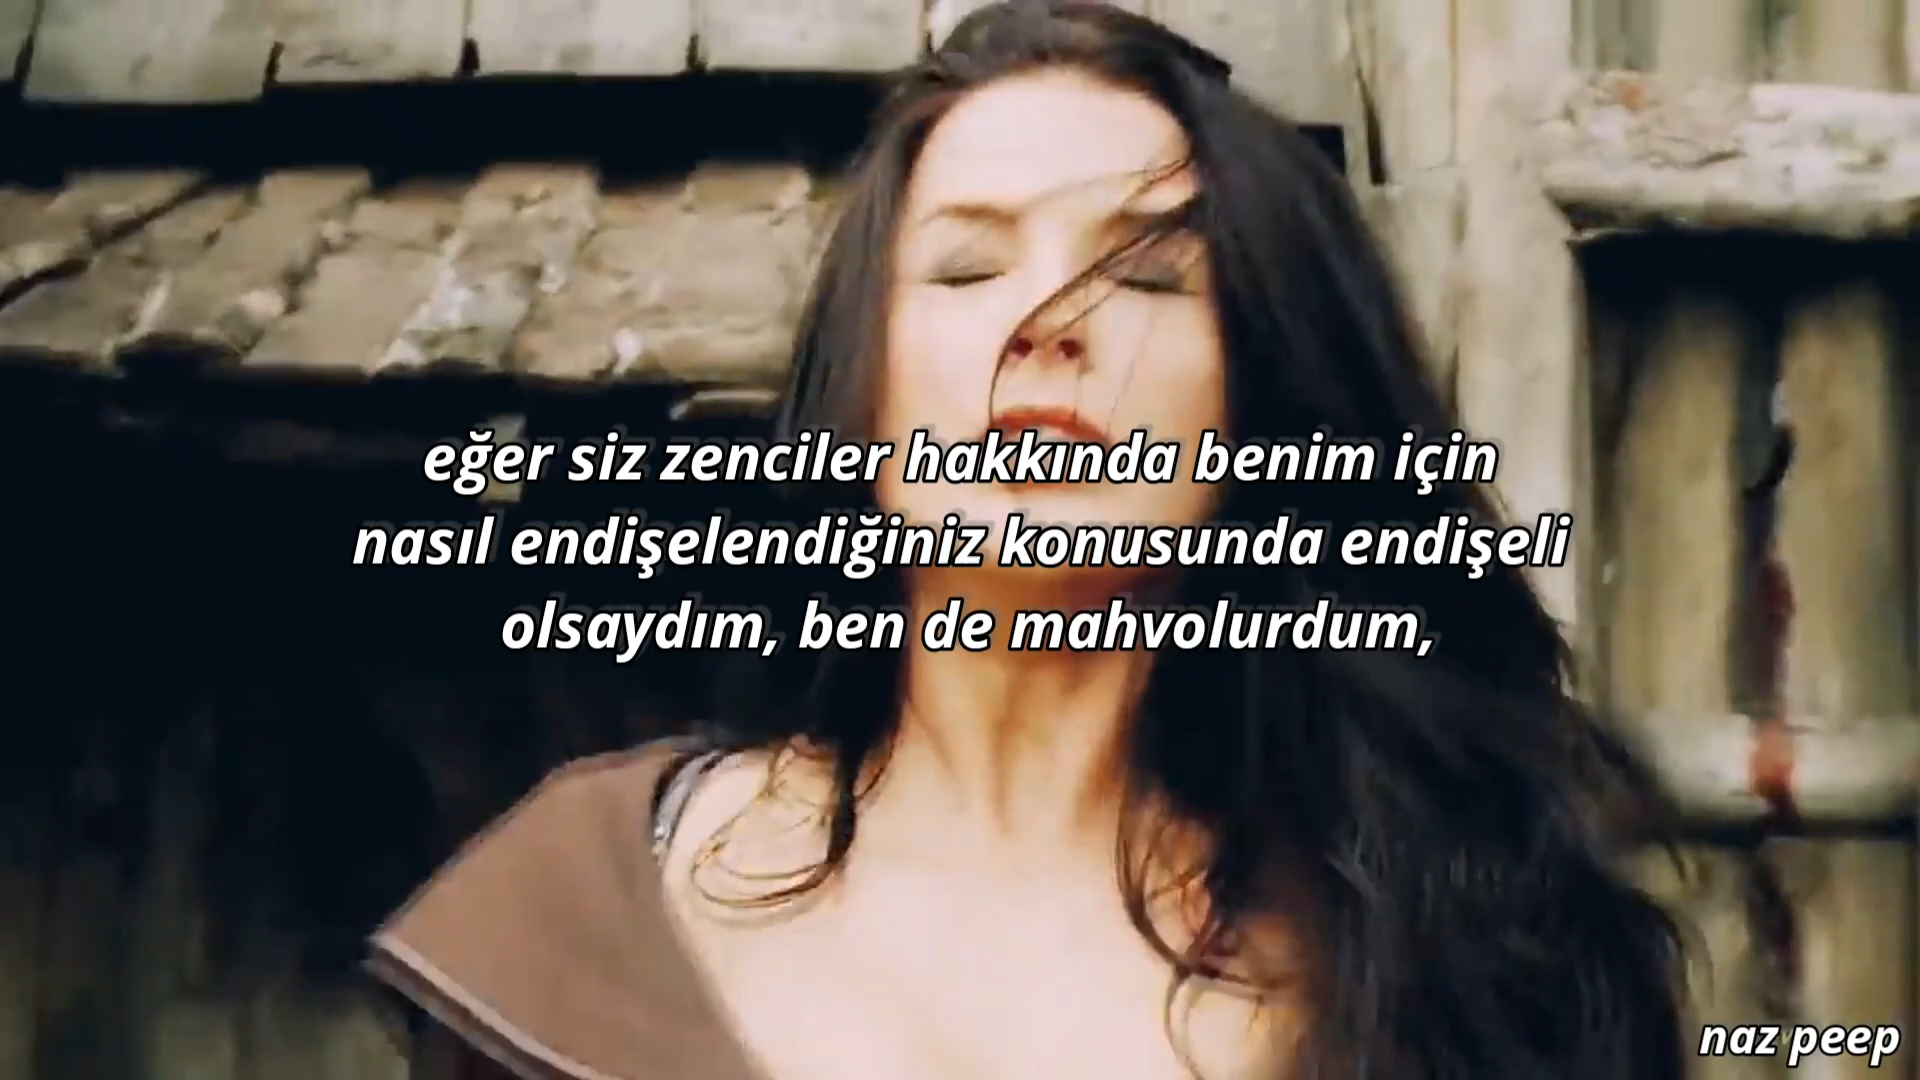 eğer siz zenciler hakkında benim için
nasıl endişelendiğiniz konusunda endişeli
olsaydım, ben de mahvolurdum,
naz peep